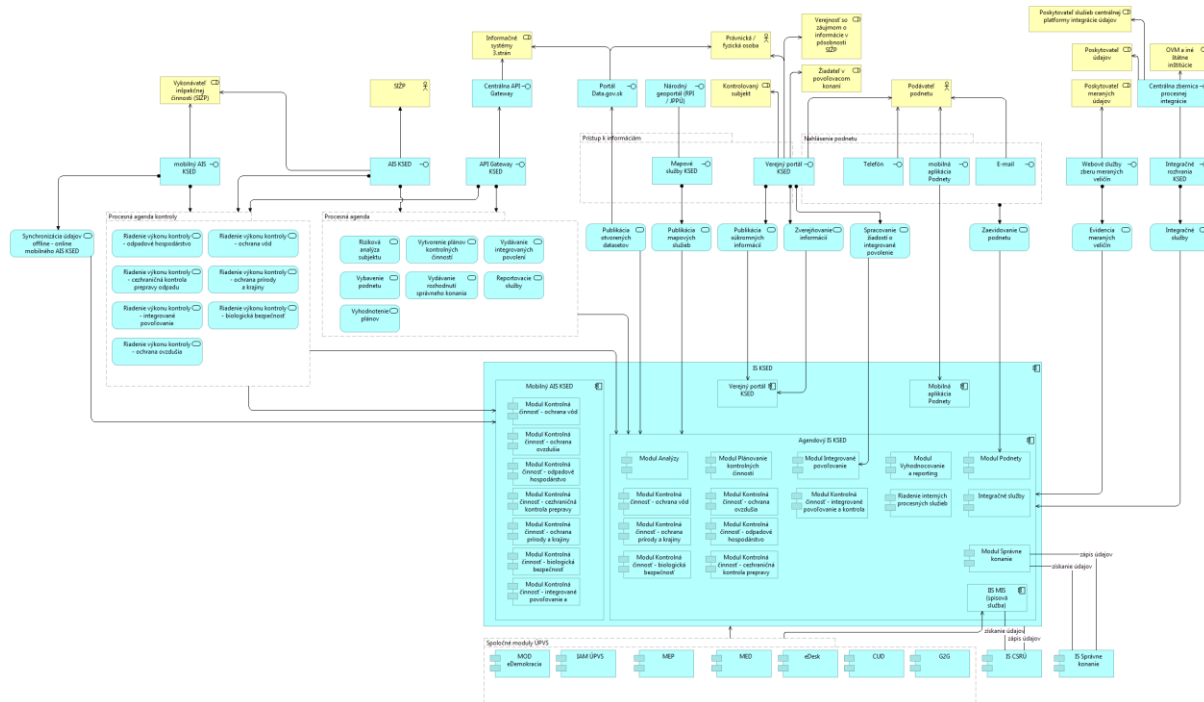 Poskytovateľ služieb centrálnej
platformy integrácie údajov
Verejnosť so
záujmom o
informácie v
pôsobnosti
SIŽP
Informačné
systémy
3.strán
Právnická /
fyzická osoba
Poskytovateľ
údajov
OVM a iné
štátne
inštitúcie
Vykonávateľ
inšpekčnej
činnosti (SIŽP)
SIŽP
Centrálna API
Gateway
Portál
Data.gov.sk
Národný
geoportál (RPI
/ JPPÚ)
Kontrolovaný
subjekt
Žiadateľ v
povoľovacom
konaní
Podávateľ
podnetu
Poskytovateľ
meraných
údajov
Centrálna zbernica
procesnej
integrácie
Prístup k informáciám
Nahlásenie podnetu
mobilný AIS
KSED
AIS KSED
API Gateway
KSED
Mapové
služby KSED
Verejný portál
KSED
Telefón
mobilná
aplikácia
Podnety
E-mail
Webové služby
zberu meraných
veličín
Integračné
rozhrania
KSED
Procesná agenda kontroly
Procesná agenda
Synchronizácia údajov
offline - online
mobilného AIS KSED
Riadenie výkonu kontroly
- odpadové hospodárstvo
Riadenie výkonu kontroly
- ochrana vôd
Riadenie výkonu kontroly
- cezhraničná kontrola
prepravy odpadu
Riadenie výkonu kontroly
- ochrana prírody
a krajiny
Riadenie výkonu kontroly
- integrované
povoľovanie
Riadenie výkonu kontroly
- biologická bezpečnosť
Riadenie výkonu kontroly
- ochrana ovzdušia
Riziková
analýza
subjektu
Vytvorenie plánov
kontrolných
činností
Vydávanie
integrovaných
povolení
Vybavenie
podnetu
Vydávanie
rozhodnutí
správneho konania
Reportovacie
služby
Vyhodnotenie
plánov
Publikácia
otvorených
datasetov
Publikácia
mapových
služieb
Publikácia
súkromných
informácií
Zverejňovanie
informácií
Spracovanie
žiadosti o
integrované
povolenie
Zaevidovanie
podnetu
Evidencia
meraných
veličín
Integračné
služby
IS KSED
Mobilný AIS KSED
Modul Kontrolná
činnosť - ochrana vôd
Modul Kontrolná
činnosť - ochrana
ovzdušia
Modul Kontrolná
činnosť - odpadové
hospodárstvo
Modul Kontrolná
činnosť - cezhraničná
kontrola prepravy
Modul Kontrolná
činnosť - ochrana
prírody a krajiny
Modul Kontrolná
činnosť - biologická
bezpečnosť
Modul Kontrolná
činnosť - integrované
povoľovanie a
Verejný portál
KSED
Mobilná
aplikácia
Podnety
Agendový IS KSED
Modul Analýzy
Modul Plánovanie
kontrolných
činností
Modul Integrované
povoľovanie
Modul
Vyhodnocovanie
a reporting
Modul Podnety
Modul Kontrolná
činnosť - ochrana vôd
Modul Kontrolná
činnosť - ochrana
ovzdušia
Modul Kontrolná
činnosť - integrované
povoľovanie a kontrola
Riadenie interných
procesných služieb
Integračné služby
Modul Kontrolná
činnosť - ochrana
prírody a krajiny
Modul Kontrolná
činnosť - odpadové
hospodárstvo
Modul Kontrolná
činnosť - biologická
bezpečnosť
Modul Kontrolná
činnosť - cezhraničná
kontrola prepravy
Modul Správne
konanie
zápis údajov
získanie údajov
IIS MIS
(spisová
služba)
získanie údajov
zápis údajov
Spoločné moduly ÚPVS
MOD
eDemokracia
IAM ÚPVS
MEP
MED
eDesk
CUD
G2G
IS CSRÚ
IS Správne
konanie